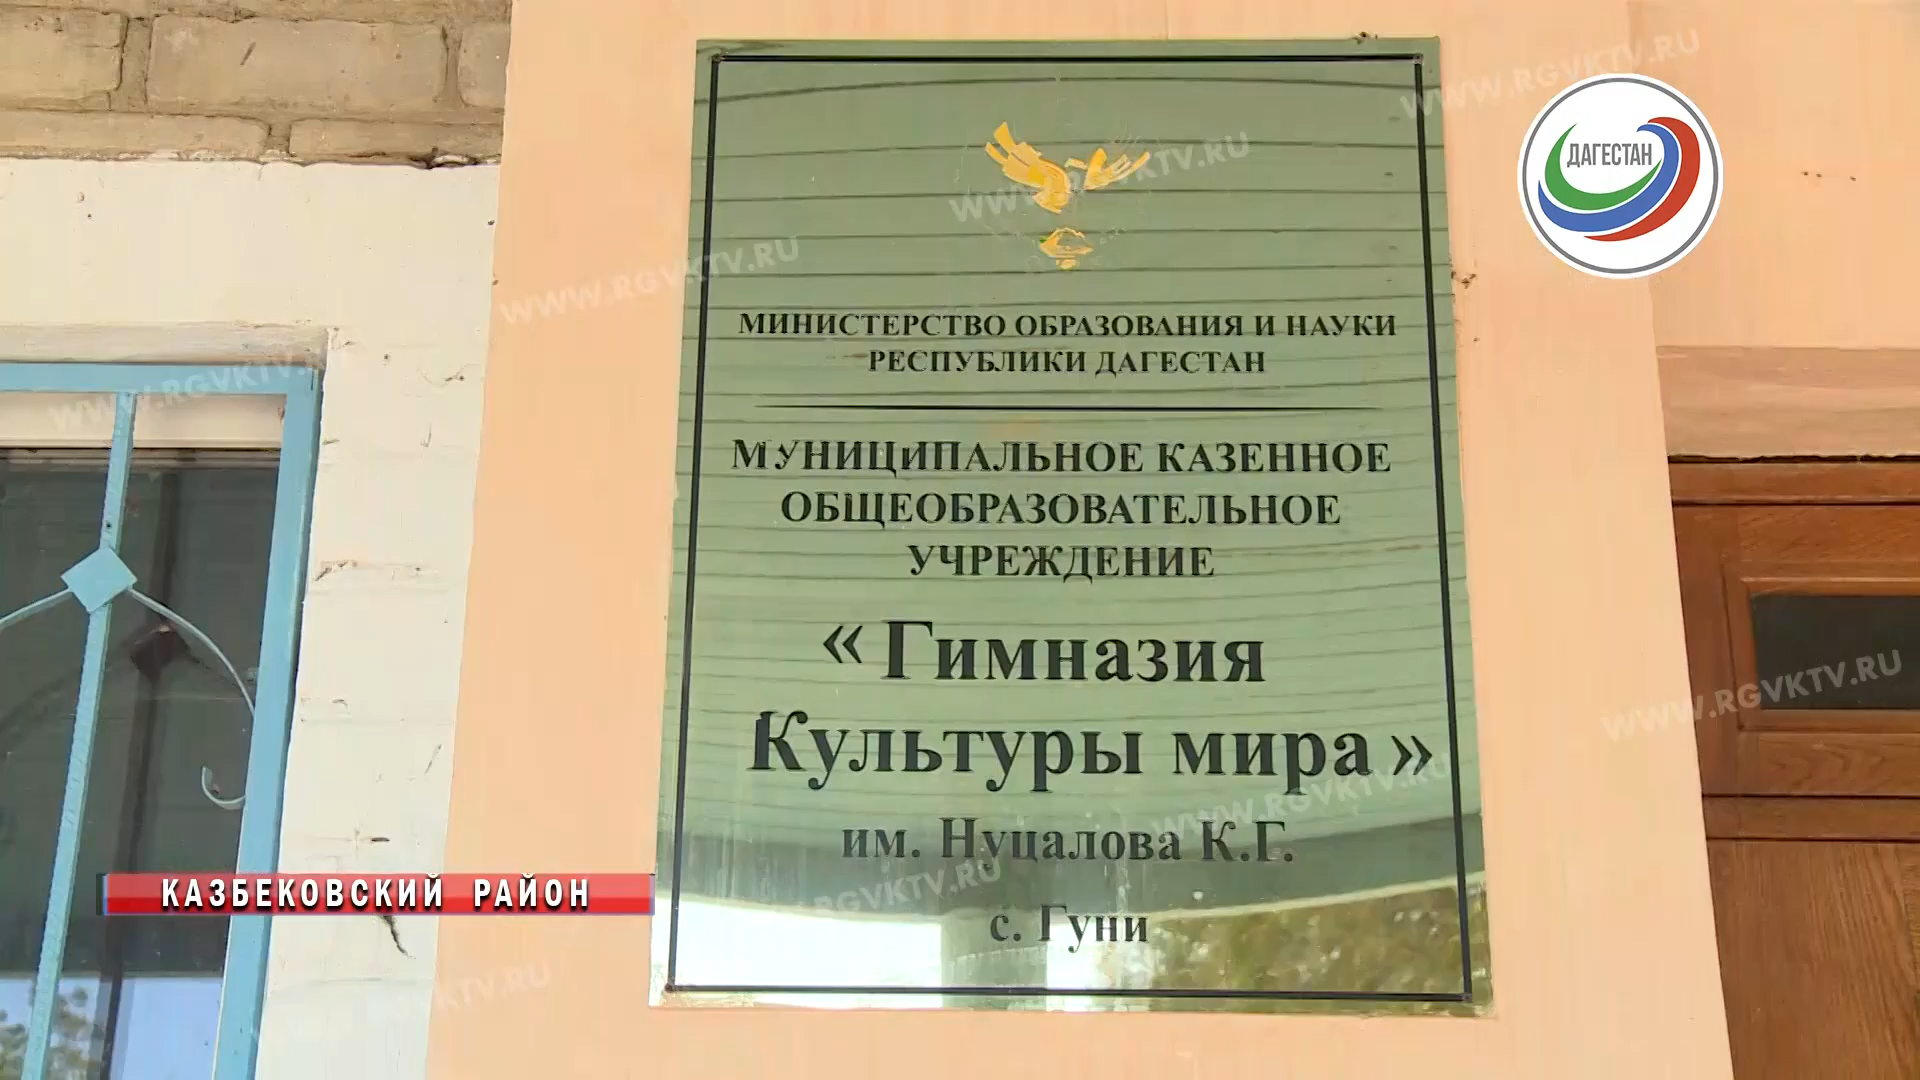 WWW.RGVKTV.RU
ДАГЕСТАН
МИНИСТЕРСТВО ОБРАЗОВАНИЯ И НАУКИ
РЕСПУБЛИКИ ДАГЕСТАН
МУНИЦИПАЛЬНОЕ КАЗЕННОЕ
ОБЩЕОБРАЗОВАТЕЛЬНОЕ
УЧРЕЖДЕНИЕ
«Гимназия
Культуры мира»
им. Нуцалова К.Г.
с. Гуни
КАЗБЕКОВСКИЙ РАЙОН